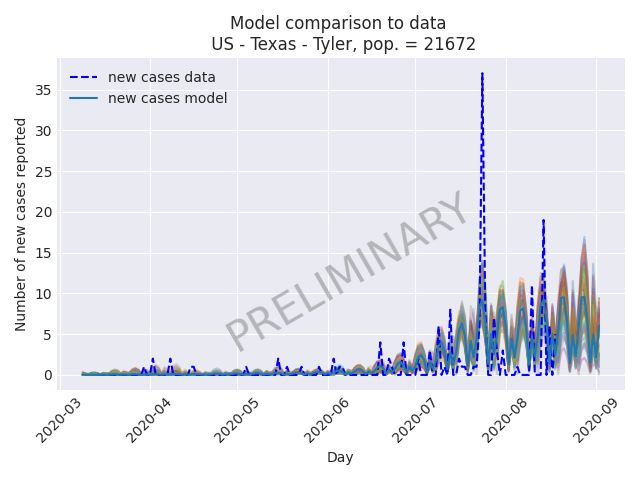 Model comparison to data
US - Texas - Tyler, pop. = 21672
new cases data
new cases model
Number of new cases reported
35
30
25
20
15
10
5
0
PRELIMINARY
2020-03
2020-04
2020-05
2020-06
2020-07
2020-08
2020-09
Day